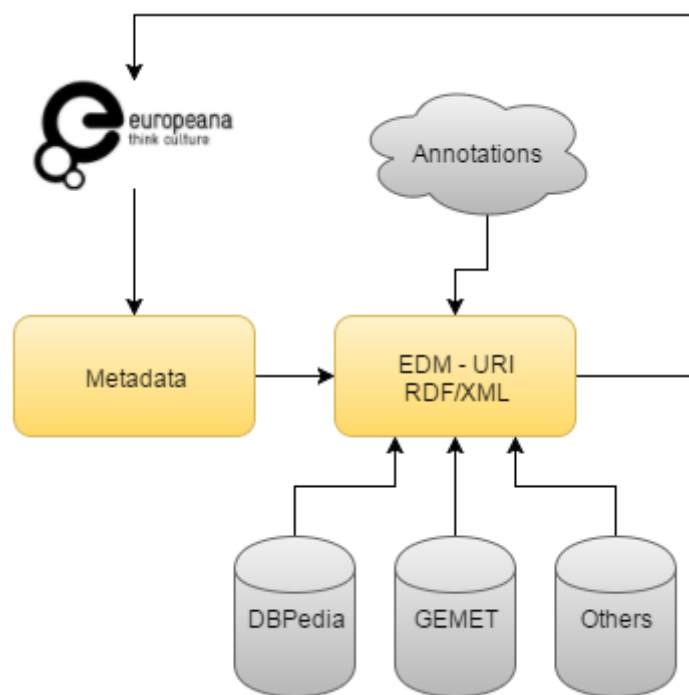 europeana
think culture
Annotations
Metadata
EDM - URI
RDF/XML
DBPedia
GEMET
Others